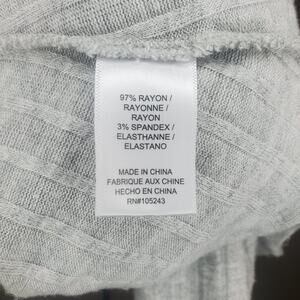 97% RAYON /
RAYONNE /
RAYON
3% SPANDEX /
ELASTHANNE /
ELASTANO
MADE IN CHINA
FABRIQUE AUX CHINE
HECHO EN CHINA
RN#105243